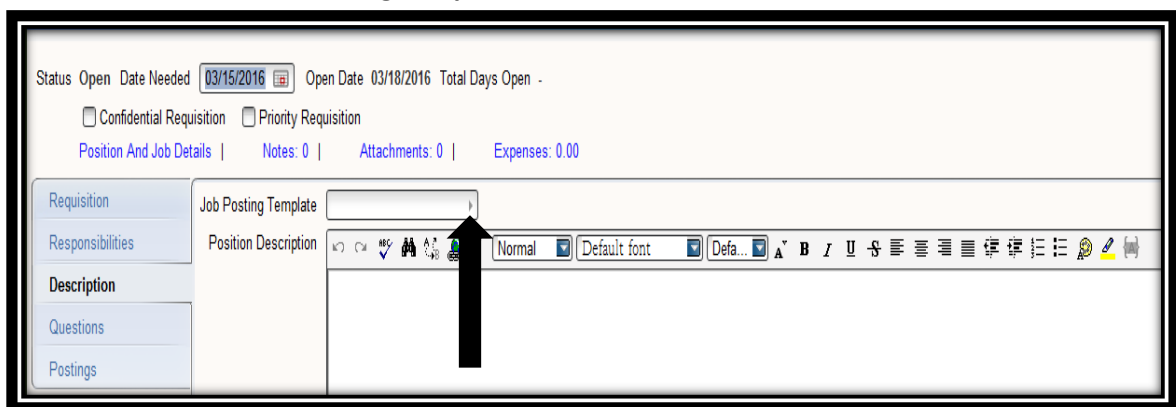 Status Open Date Needed 03/15/2016 Open Date 03/18/2016 Total Days Open -
Confidential Requisition Priority Requisition
Position And Job Details | Notes: 0 | Attachments: 0 | Expenses: 0.00
Requisition
Job Posting Template
Responsibilities
Position Description ABC Normal Default font Defa... A B I U S
Description
Questions
Postings